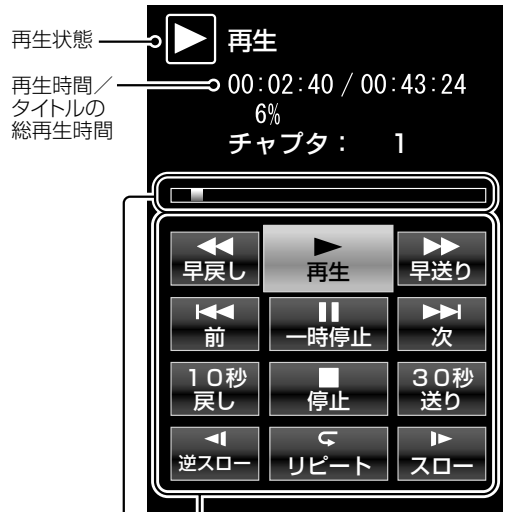 再生状態
再生
再生時間／
タイトルの
総再生時間
00:02:40 / 00:43:24
6%
チャプタ： 1
早戻し 再生 早送り
前 一時停止 次
１０秒 ３０秒
戻し 停止 送り
逆スロー リピート スロー